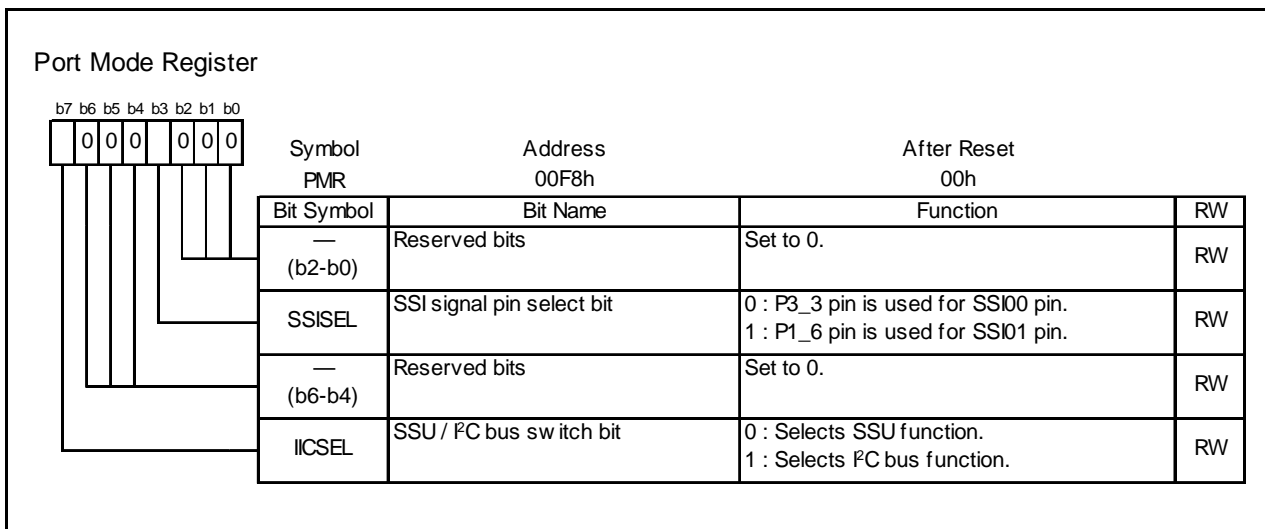 Port Mode Register
b7 b6 b5 b4 b3 b2 b1 b0
0 0 0 0 0 0
Symbol Address After Reset
PMR 00F8h 00h
Bit Symbol Bit Name Function RW
— (b2-b0) Reserved bits Set to 0. RW
SSISEL SSI signal pin select bit 0 : P3_3 pin is used for SSI00 pin. RW
1 : P1_6 pin is used for SSI01 pin.
— (b6-b4) Reserved bits Set to 0. RW
IICSEL SSU / I²C bus switch bit 0 : Selects SSU function. RW
1 : Selects I²C bus function.